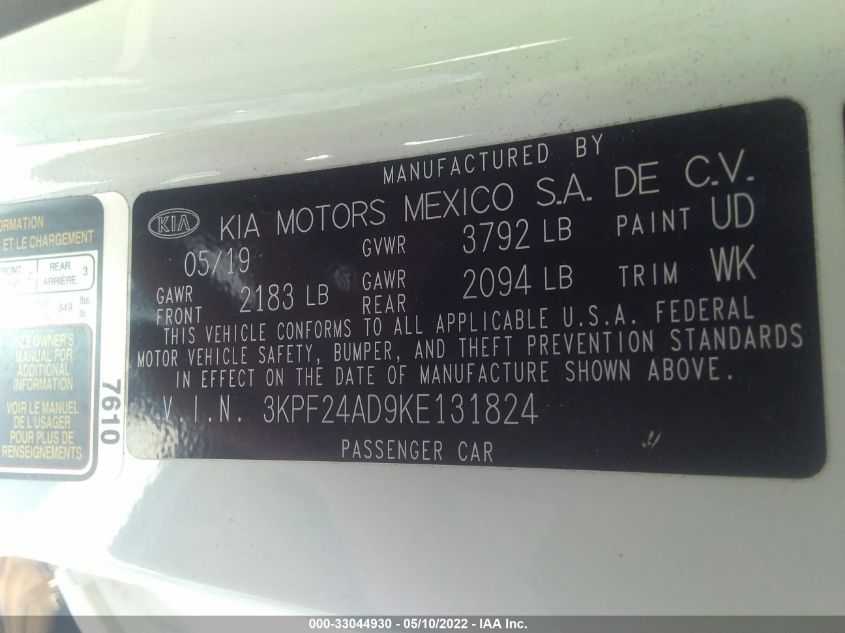 MANUFACTURED BY
KIA KIA MOTORS MEXICO S.A. DE C.V.
05/19 GVWR 3792 LB PAINT UD
GAWR FRONT 2183 LB GAWR REAR 2094 LB TRIM WK
THIS VEHICLE CONFORMS TO ALL APPLICABLE U.S.A. FEDERAL
MOTOR VEHICLE SAFETY, BUMPER, AND THEFT PREVENTION STANDARDS
IN EFFECT ON THE DATE OF MANUFACTURE SHOWN ABOVE.
V.I.N. 3KPF24AD9KE131824
PASSENGER CAR
ET LE CHARGEMENT
REAR 3
ARRIÈRE
849 lbs.
SEE OWNER'S
MANUAL FOR
ADDITIONAL
INFORMATION
VOIR LE MANUEL
DE L'USAGER
POUR PLUS DE
RENSEIGNEMENTS
7610
000-33044930 - 05/10/2022 - IAA Inc.